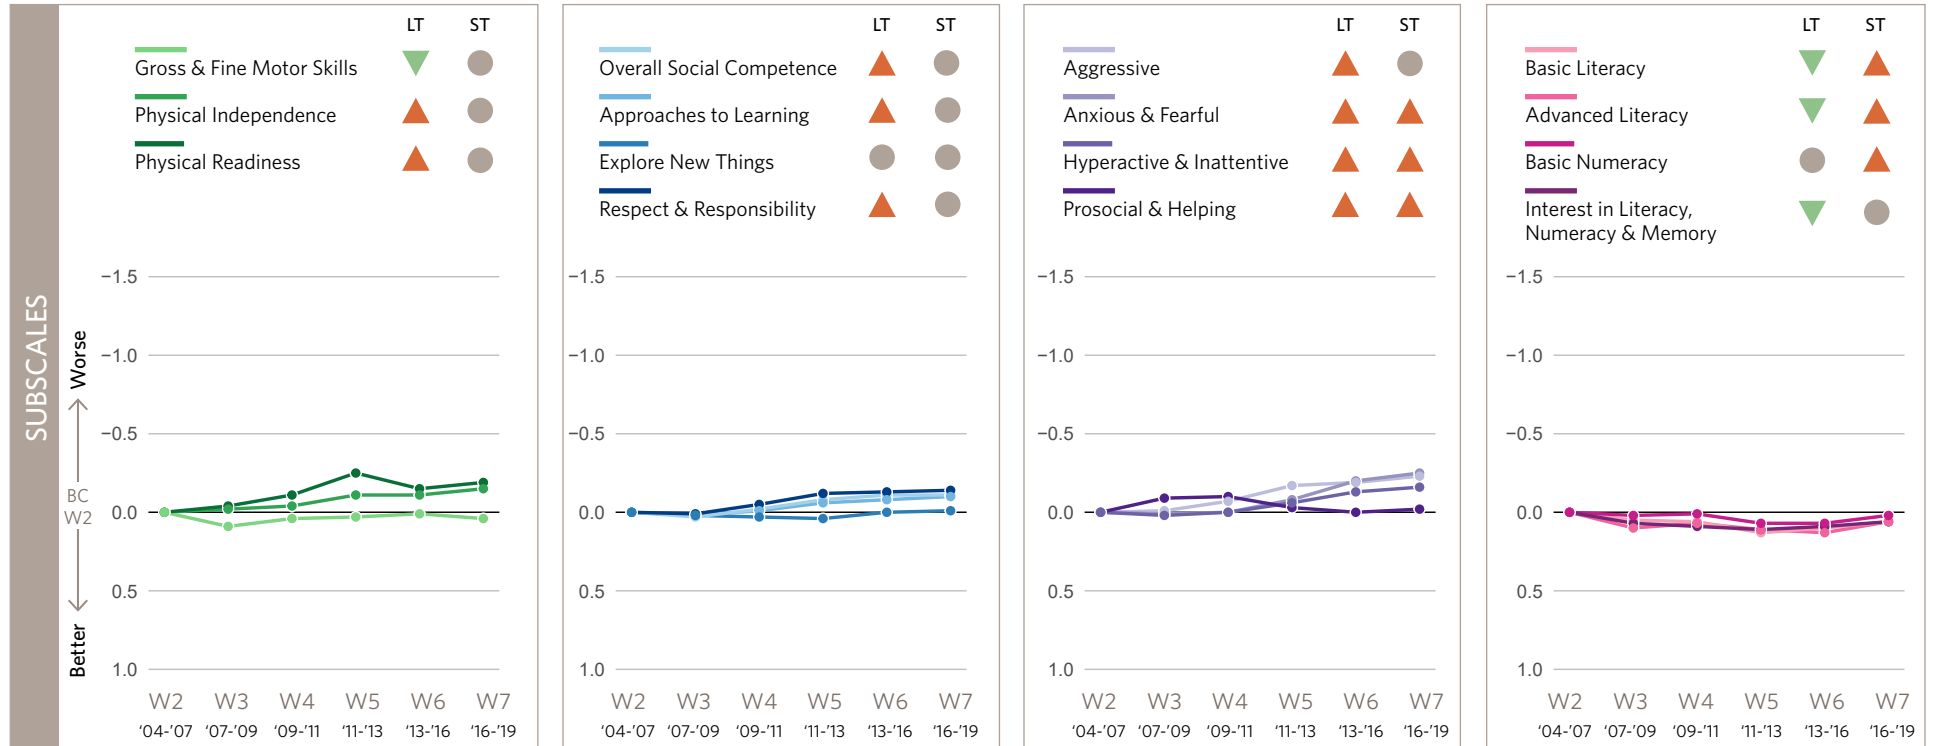 SUBSCALES
Worse
BC
W2
Better
LT ST
Gross & Fine Motor Skills
Physical Independence
Physical Readiness
−1.5
−1.0
−0.5
0.0
0.5
1.0
W2 W3 W4 W5 W6 W7
‘04-’07 ‘07-’09 ‘09-’11 ’11-’13 ’13-’16 ’16-’19
LT ST
Overall Social Competence
Approaches to Learning
Explore New Things
Respect & Responsibility
−1.5
−1.0
−0.5
0.0
0.5
1.0
W2 W3 W4 W5 W6 W7
‘04-’07 ‘07-’09 ‘09-’11 ’11-’13 ’13-’16 ’16-’19
LT ST
Aggressive
Anxious & Fearful
Hyperactive & Inattentive
Prosocial & Helping
−1.5
−1.0
−0.5
0.0
0.5
1.0
W2 W3 W4 W5 W6 W7
‘04-’07 ‘07-’09 ‘09-’11 ’11-’13 ’13-’16 ’16-’19
LT ST
Basic Literacy
Advanced Literacy
Basic Numeracy
Interest in Literacy,
Numeracy & Memory
−1.5
−1.0
−0.5
0.0
0.5
1.0
W2 W3 W4 W5 W6 W7
‘04-’07 ‘07-’09 ‘09-’11 ’11-’13 ’13-’16 ’16-’19